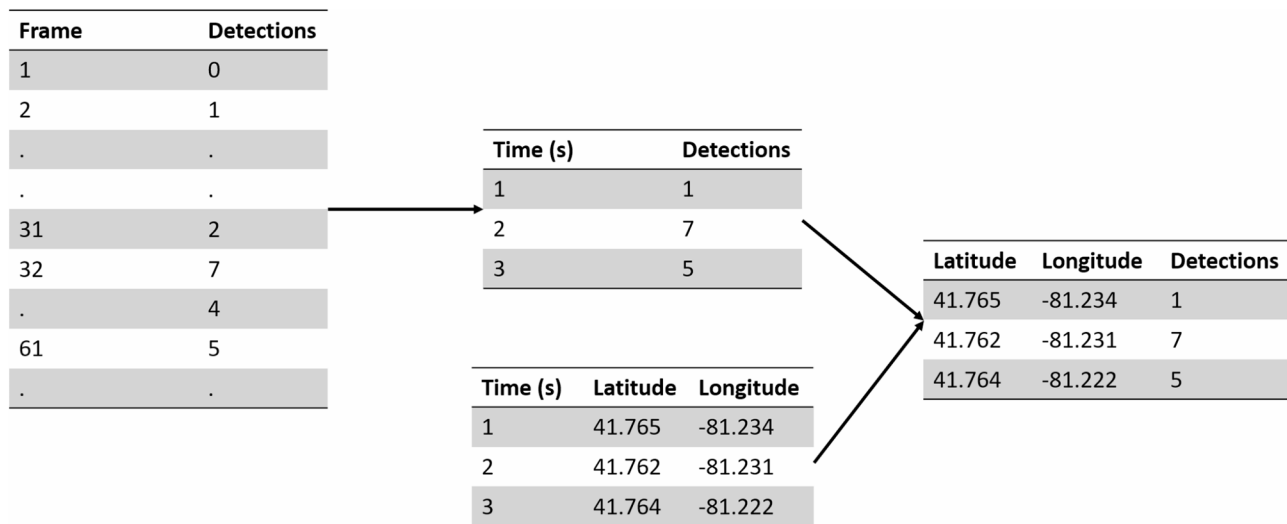 Frame Detections
1 0
2 1
. .
. .
31 2
32 7
. 4
61 5
. .
Time (s) Detections
1 1
2 7
3 5
Time (s) Latitude Longitude
1 41.765 -81.234
2 41.762 -81.231
3 41.764 -81.222
Latitude Longitude Detections
41.765 -81.234 1
41.762 -81.231 7
41.764 -81.222 5